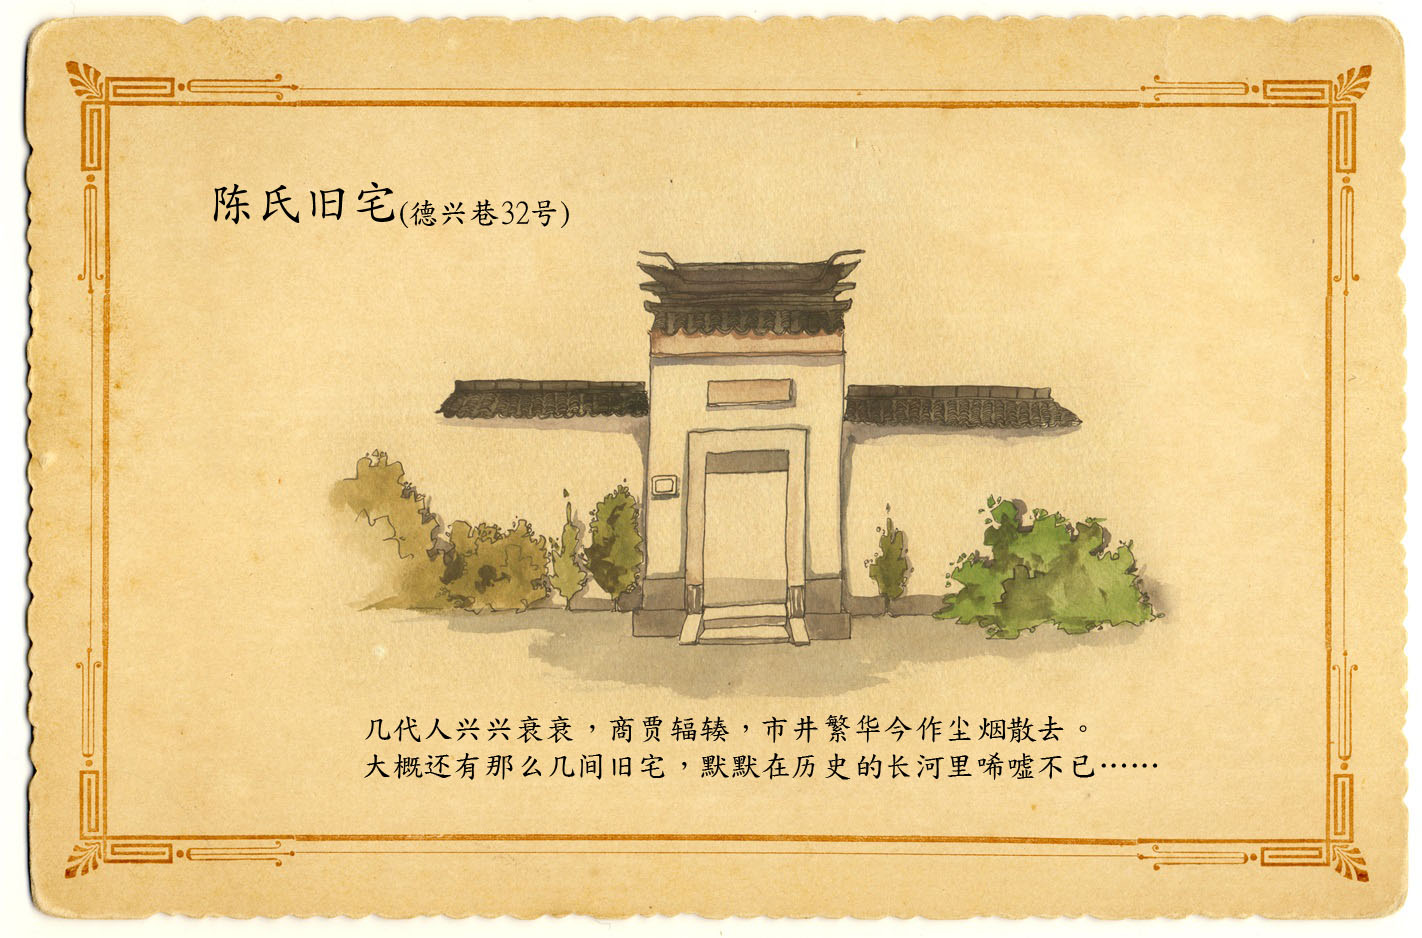 陈氏旧宅(德兴巷32号)
几代人兴兴衰衰，商贾辐辏，市井繁华今作尘烟散去。
大概还有那么几间旧宅，默默在历史的长河里唏嘘不已……